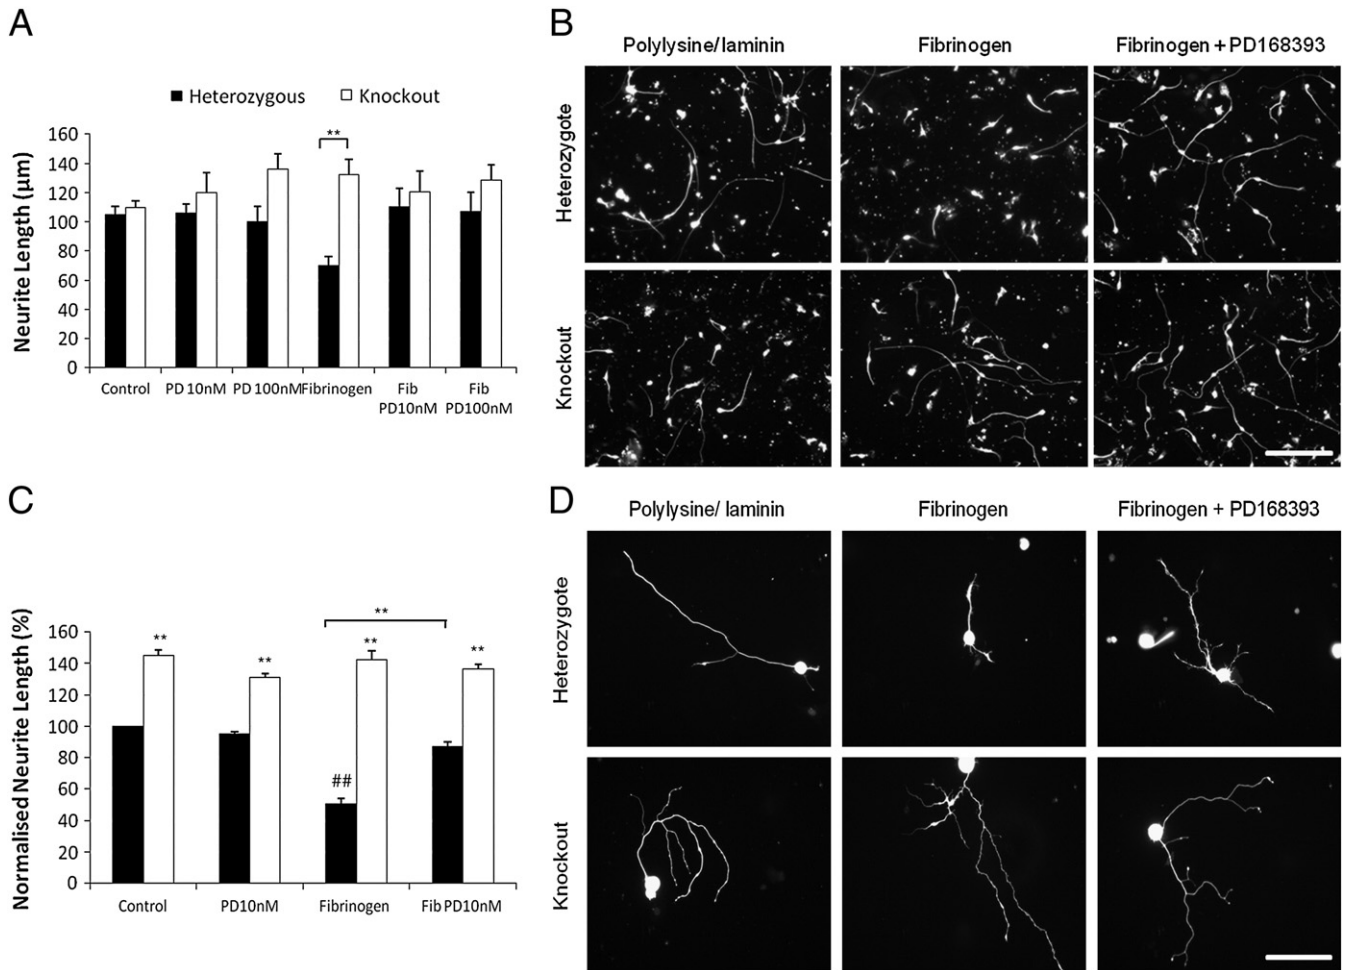 A
Heterozygous
Knockout
Neurite Length (µm)
160
140
120
100
80
60
40
20
0
**
Control
PD 10nM
PD 100nM
Fibrinogen
Fib
PD10nM
Fib
PD100nM
B
Polylysine/ laminin
Fibrinogen
Fibrinogen + PD168393
Heterozygote
Knockout
C
Normalised Neurite Length (%)
160
140
120
100
80
60
40
20
0
**
**
##
**
**
**
Control
PD10nM
Fibrinogen
Fib PD10nM
D
Polylysine/ laminin
Fibrinogen
Fibrinogen + PD168393
Heterozygote
Knockout